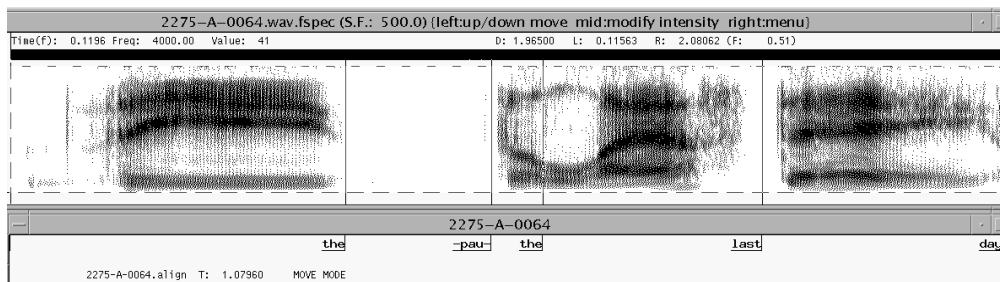 2275-A-0064.wav.fspec (S.F.: 500.0) {left:up/down move mid:modify intensity right:menu}
Time(f): 0.1196 Freq: 4000.00 Value: 41 D: 1.96500 L: 0.11563 R: 2.08062 (F: 0.51)
2275-A-0064
the -pau- the last day
2275-A-0064.align T: 1.07960 MOVE MODE